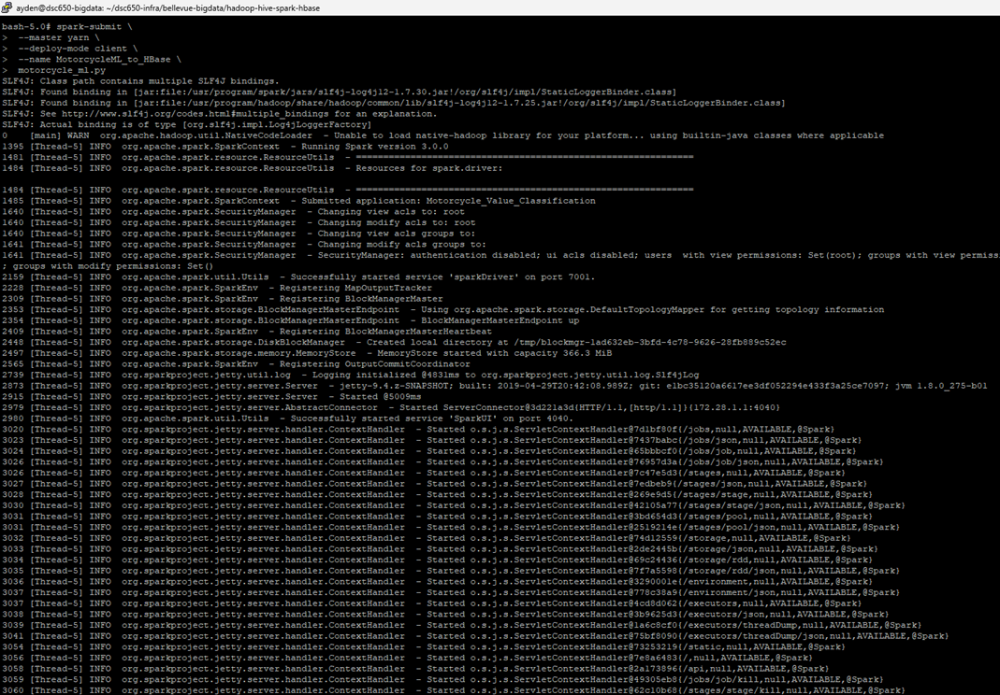 ayden@dsc650-bigdata: ~/dsc650-infra/bellevue-bigdata/hadoop-hive-spark-hbase
bash-5.0# spark-submit \
>  --master yarn \
>  --deploy-mode client \
>  --name MotorcycleML_to_HBase \
>  motorcycle_ml.py
SLF4J: Class path contains multiple SLF4J bindings.
SLF4J: Found binding in [jar:file:/usr/program/spark/jars/slf4j-log4j12-1.7.30.jar!/org/slf4j/impl/StaticLoggerBinder.class]
SLF4J: Found binding in [jar:file:/usr/program/hadoop/share/hadoop/common/lib/slf4j-log4j12-1.7.25.jar!/org/slf4j/impl/StaticLoggerBinder.class]
SLF4J: See http://www.slf4j.org/codes.html#multiple_bindings for an explanation.
SLF4J: Actual binding is of type [org.slf4j.impl.Log4jLoggerFactory]
0    [main] WARN  org.apache.hadoop.util.NativeCodeLoader  - Unable to load native-hadoop library for your platform... using builtin-java classes where applicable
1395 [Thread-5] INFO  org.apache.spark.SparkContext  - Running Spark version 3.0.0
1481 [Thread-5] INFO  org.apache.spark.resource.ResourceUtils  - ==============================================================
1484 [Thread-5] INFO  org.apache.spark.resource.ResourceUtils  - Resources for spark.driver:
1484 [Thread-5] INFO  org.apache.spark.resource.ResourceUtils  - ==============================================================
1485 [Thread-5] INFO  org.apache.spark.SparkContext  - Submitted application: Motorcycle_Value_Classification
1640 [Thread-5] INFO  org.apache.spark.SecurityManager  - Changing view acls to: root
1640 [Thread-5] INFO  org.apache.spark.SecurityManager  - Changing modify acls to: root
1640 [Thread-5] INFO  org.apache.spark.SecurityManager  - Changing view acls groups to:
1641 [Thread-5] INFO  org.apache.spark.SecurityManager  - Changing modify acls groups to:
1641 [Thread-5] INFO  org.apache.spark.SecurityManager  - SecurityManager: authentication disabled; ui acls disabled; users  with view permissions: Set(root); groups with view permiss
; groups with modify permissions: Set()
2159 [Thread-5] INFO  org.apache.spark.util.Utils  - Successfully started service 'sparkDriver' on port 7001.
2228 [Thread-5] INFO  org.apache.spark.SparkEnv  - Registering MapOutputTracker
2309 [Thread-5] INFO  org.apache.spark.SparkEnv  - Registering BlockManagerMaster
2353 [Thread-5] INFO  org.apache.spark.storage.BlockManagerMasterEndpoint  - Using org.apache.spark.storage.DefaultTopologyMapper for getting topology information
2354 [Thread-5] INFO  org.apache.spark.storage.BlockManagerMasterEndpoint  - BlockManagerMasterEndpoint up
2409 [Thread-5] INFO  org.apache.spark.SparkEnv  - Registering BlockManagerMasterHeartbeat
2448 [Thread-5] INFO  org.apache.spark.storage.DiskBlockManager  - Created local directory at /tmp/blockmgr-1ad632eb-3bfd-4c78-9626-28fb889c52ec
2497 [Thread-5] INFO  org.apache.spark.storage.memory.MemoryStore  - MemoryStore started with capacity 366.3 MiB
2565 [Thread-5] INFO  org.apache.spark.SparkEnv  - Registering OutputCommitCoordinator
2739 [Thread-5] INFO  org.sparkproject.jetty.util.log  - Logging initialized @4831ms to org.sparkproject.jetty.util.log.Slf4jLog
2873 [Thread-5] INFO  org.sparkproject.jetty.server.Server  - jetty-9.4.z-SNAPSHOT; built: 2019-04-29T20:42:08.989Z; git: e1bc35120a6617ee3df052294e433f3a25ce7097; jvm 1.8.0_275-b01
2915 [Thread-5] INFO  org.sparkproject.jetty.server.Server  - Started @5009ms
2979 [Thread-5] INFO  org.sparkproject.jetty.server.AbstractConnector  - Started ServerConnector@3d221a3d{HTTP/1.1,[http/1.1]}{172.28.1.1:4040}
2980 [Thread-5] INFO  org.apache.spark.util.Utils  - Successfully started service 'SparkUI' on port 4040.
3020 [Thread-5] INFO  org.sparkproject.jetty.server.handler.ContextHandler  - Started o.s.j.s.ServletContextHandler@7d1bf80f{/jobs,null,AVAILABLE,@Spark}
3023 [Thread-5] INFO  org.sparkproject.jetty.server.handler.ContextHandler  - Started o.s.j.s.ServletContextHandler@7437babc{/jobs/json,null,AVAILABLE,@Spark}
3024 [Thread-5] INFO  org.sparkproject.jetty.server.handler.ContextHandler  - Started o.s.j.s.ServletContextHandler@65bbbcf0{/jobs/job,null,AVAILABLE,@Spark}
3026 [Thread-5] INFO  org.sparkproject.jetty.server.handler.ContextHandler  - Started o.s.j.s.ServletContextHandler@76957d3a{/jobs/job/json,null,AVAILABLE,@Spark}
3026 [Thread-5] INFO  org.sparkproject.jetty.server.handler.ContextHandler  - Started o.s.j.s.ServletContextHandler@7c47e5d3{/stages,null,AVAILABLE,@Spark}
3027 [Thread-5] INFO  org.sparkproject.jetty.server.handler.ContextHandler  - Started o.s.j.s.ServletContextHandler@7edbeb9{/stages/json,null,AVAILABLE,@Spark}
3028 [Thread-5] INFO  org.sparkproject.jetty.server.handler.ContextHandler  - Started o.s.j.s.ServletContextHandler@269e9d5{/stages/stage,null,AVAILABLE,@Spark}
3030 [Thread-5] INFO  org.sparkproject.jetty.server.handler.ContextHandler  - Started o.s.j.s.ServletContextHandler@42105a77{/stages/stage/json,null,AVAILABLE,@Spark}
3031 [Thread-5] INFO  org.sparkproject.jetty.server.handler.ContextHandler  - Started o.s.j.s.ServletContextHandler@3bd654d3{/stages/pool,null,AVAILABLE,@Spark}
3031 [Thread-5] INFO  org.sparkproject.jetty.server.handler.ContextHandler  - Started o.s.j.s.ServletContextHandler@2519214e{/stages/pool/json,null,AVAILABLE,@Spark}
3032 [Thread-5] INFO  org.sparkproject.jetty.server.handler.ContextHandler  - Started o.s.j.s.ServletContextHandler@74d12559{/storage,null,AVAILABLE,@Spark}
3033 [Thread-5] INFO  org.sparkproject.jetty.server.handler.ContextHandler  - Started o.s.j.s.ServletContextHandler@2de2445b{/storage/json,null,AVAILABLE,@Spark}
3034 [Thread-5] INFO  org.sparkproject.jetty.server.handler.ContextHandler  - Started o.s.j.s.ServletContextHandler@69c24436{/storage/rdd,null,AVAILABLE,@Spark}
3035 [Thread-5] INFO  org.sparkproject.jetty.server.handler.ContextHandler  - Started o.s.j.s.ServletContextHandler@7f7a5598{/storage/rdd/json,null,AVAILABLE,@Spark}
3036 [Thread-5] INFO  org.sparkproject.jetty.server.handler.ContextHandler  - Started o.s.j.s.ServletContextHandler@3290001e{/environment,null,AVAILABLE,@Spark}
3037 [Thread-5] INFO  org.sparkproject.jetty.server.handler.ContextHandler  - Started o.s.j.s.ServletContextHandler@778c38a9{/environment/json,null,AVAILABLE,@Spark}
3037 [Thread-5] INFO  org.sparkproject.jetty.server.handler.ContextHandler  - Started o.s.j.s.ServletContextHandler@4cd8d062{/executors,null,AVAILABLE,@Spark}
3038 [Thread-5] INFO  org.sparkproject.jetty.server.handler.ContextHandler  - Started o.s.j.s.ServletContextHandler@3b9625d3{/executors/json,null,AVAILABLE,@Spark}
3039 [Thread-5] INFO  org.sparkproject.jetty.server.handler.ContextHandler  - Started o.s.j.s.ServletContextHandler@1a6c8cf0{/executors/threadDump,null,AVAILABLE,@Spark}
3041 [Thread-5] INFO  org.sparkproject.jetty.server.handler.ContextHandler  - Started o.s.j.s.ServletContextHandler@75bf8090{/executors/threadDump/json,null,AVAILABLE,@Spark}
3054 [Thread-5] INFO  org.sparkproject.jetty.server.handler.ContextHandler  - Started o.s.j.s.ServletContextHandler@73253219{/static,null,AVAILABLE,@Spark}
3056 [Thread-5] INFO  org.sparkproject.jetty.server.handler.ContextHandler  - Started o.s.j.s.ServletContextHandler@7e8a6483{/,null,AVAILABLE,@Spark}
3058 [Thread-5] INFO  org.sparkproject.jetty.server.handler.ContextHandler  - Started o.s.j.s.ServletContextHandler@2a173896{/api,null,AVAILABLE,@Spark}
3059 [Thread-5] INFO  org.sparkproject.jetty.server.handler.ContextHandler  - Started o.s.j.s.ServletContextHandler@49305eb8{/jobs/job/kill,null,AVAILABLE,@Spark}
3060 [Thread-5] INFO  org.sparkproject.jetty.server.handler.ContextHandler  - Started o.s.j.s.ServletContextHandler@62c10b68{/stages/stage/kill,null,AVAILABLE,@Spark}